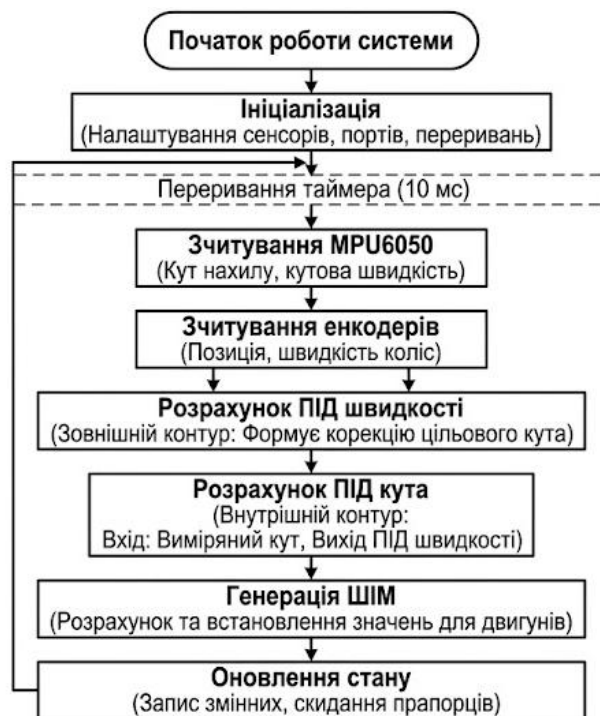 Початок роботи системи
Ініціалізація
(Налаштування сенсорів, портів, переривань)
Переривання таймера (10 мс)
Зчитування MPU6050
(Кут нахилу, кутова швидкість)
Зчитування енкодерів
(Позиція, швидкість коліс)
Розрахунок ПІД швидкості
(Зовнішній контур: Формує корекцію цільового кута)
Розрахунок ПІД кута
(Внутрішній контур:
Вхід: Виміряний кут, Вихід ПІД швидкості)
Генерація ШІМ
(Розрахунок та встановлення значень для двигунів)
Оновлення стану
(Запис змінних, скидання прапорців)